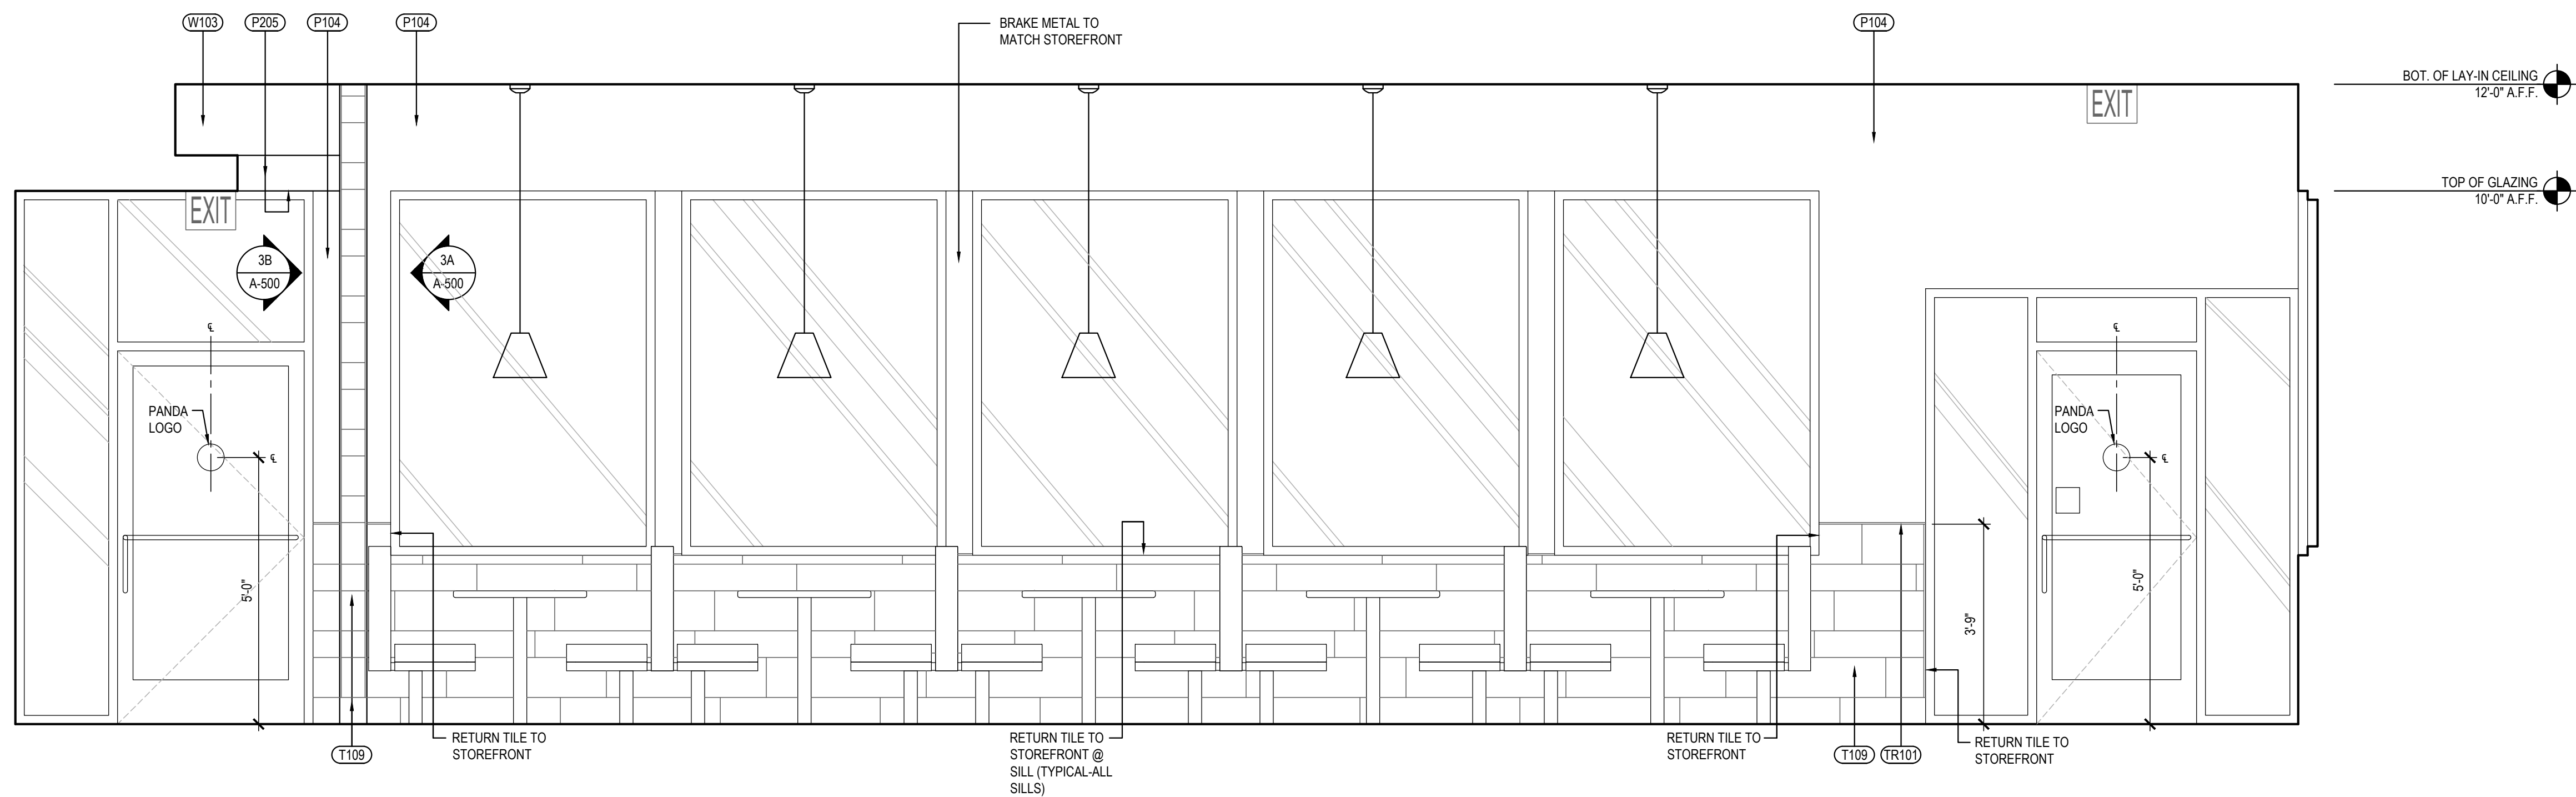 W103
P205
P104
P104
BRAKE METAL TO
MATCH STOREFRONT
P104
BOT. OF LAY-IN CEILING
12'-0" A.F.F.
EXIT
EXIT
TOP OF GLAZING
10'-0" A.F.F.
3B
A-500
3A
A-500
℄
℄
PANDA
LOGO
℄
PANDA
LOGO
℄
5'-0"
3'-9"
5'-0"
T109
RETURN TILE TO
STOREFRONT
RETURN TILE TO
STOREFRONT @
SILL (TYPICAL-ALL
SILLS)
RETURN TILE TO
STOREFRONT
T109
TR101
RETURN TILE TO
STOREFRONT